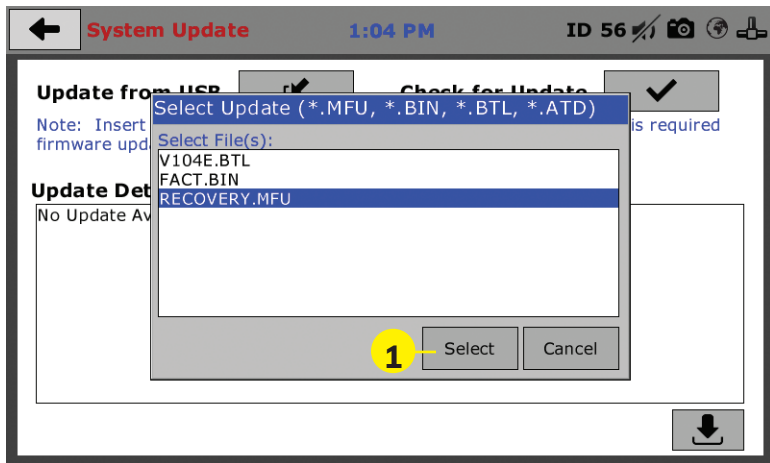 System Update 1:04 PM ID 56
Update from USB Check for Update
Select Update (*.MFU, *.BIN, *.BTL, *.ATD)
Note: Insert is required
firmware upd
Select File(s):
V104E.BTL
FACT.BIN
RECOVERY.MFU
Update Det
No Update Av
1 Select Cancel